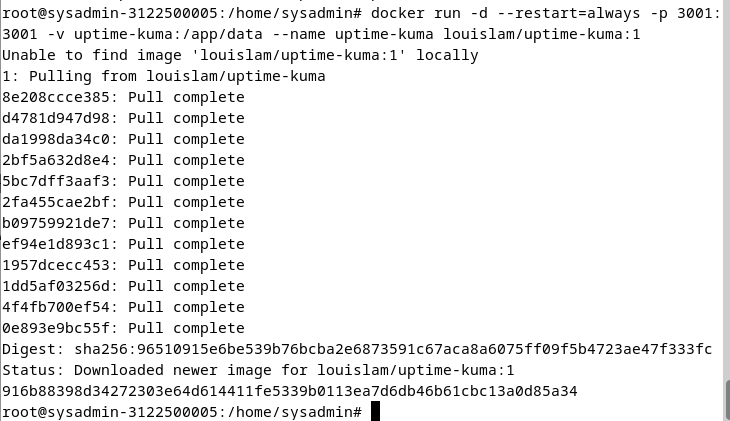 root@sysadmin-3122500005:/home/sysadmin# docker run -d --restart=always -p 3001:
3001 -v uptime-kuma:/app/data --name uptime-kuma louislam/uptime-kuma:1
Unable to find image 'louislam/uptime-kuma:1' locally
1: Pulling from louislam/uptime-kuma
8e208ccce385: Pull complete
d4781d947d98: Pull complete
da1998da34c0: Pull complete
2bf5a632d8e4: Pull complete
5bc7dff3aaf3: Pull complete
2fa455cae2bf: Pull complete
b09759921de7: Pull complete
ef94e1d893c1: Pull complete
1957dcecc453: Pull complete
1dd5af03256d: Pull complete
4f4fb700ef54: Pull complete
0e893e9bc55f: Pull complete
Digest: sha256:96510915e6be539b76bcba2e6873591c67aca8a6075ff09f5b4723ae47f333fc
Status: Downloaded newer image for louislam/uptime-kuma:1
916b88398d34272303e64d614411fe5339b0113ea7d6db46b61cbc13a0d85a34
root@sysadmin-3122500005:/home/sysadmin#